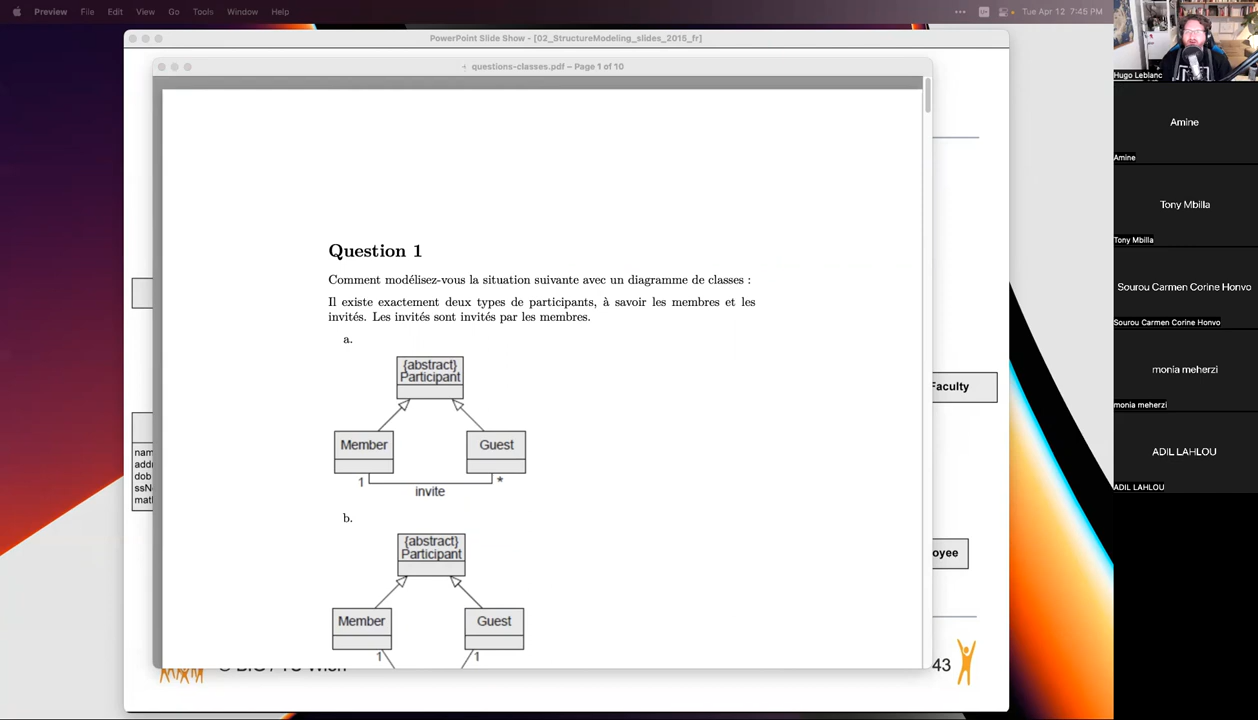 Preview File Edit View Go Tools Window Help
Tue Apr 12 7:45 PM
PowerPoint Slide Show - [02_StructureModeling_slides_2015_fr]
questions-classes.pdf – Page 1 of 10
Question 1
Comment modélisez-vous la situation suivante avec un diagramme de classes :
Il existe exactement deux types de participants, à savoir les membres et les
invités. Les invités sont invités par les membres.
a.
{abstract}
Participant
Member
Guest
1
*
invite
b.
{abstract}
Participant
Member
Guest
1
1
Faculty
oyee
43
nam
addr
dob
ssN
Hugo Leblanc
Amine
Amine
Tony Mbilla
Tony Mbilla
Sourou Carmen Corine Honvo
Sourou Carmen Corine Honvo
monia meherzi
monia meherzi
ADIL LAHLOU
ADIL LAHLOU